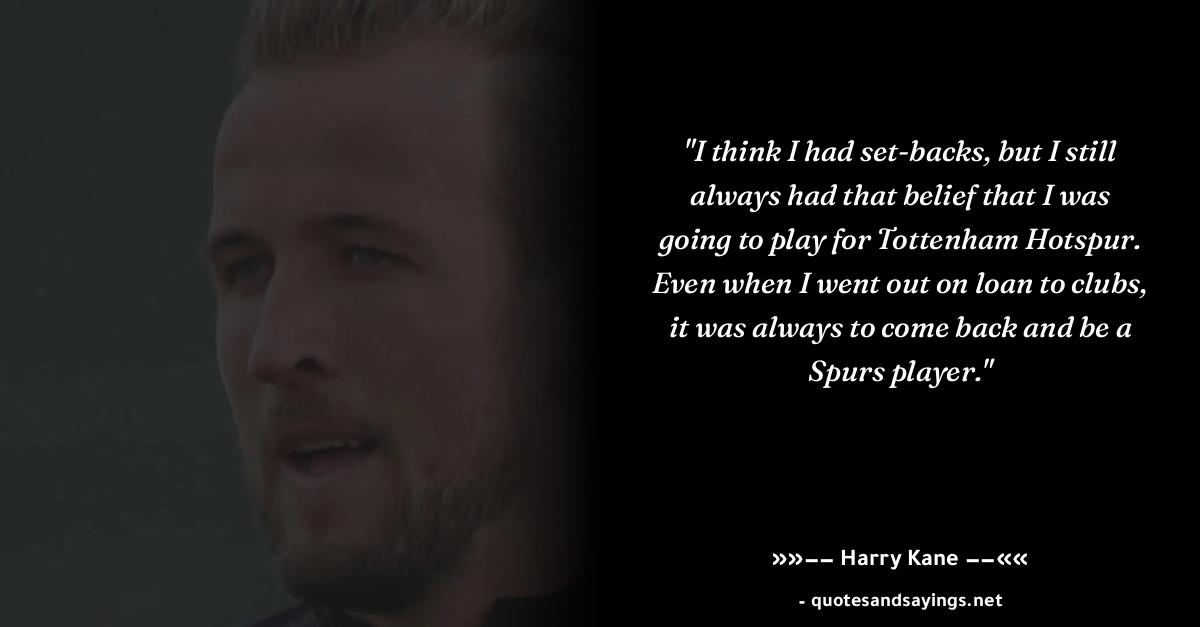 "I think I had set-backs, but I still
always had that belief that I was
going to play for Tottenham Hotspur.
Even when I went out on loan to clubs,
it was always to come back and be a
Spurs player."
»»−− Harry Kane −−««
- quotesandsayings.net